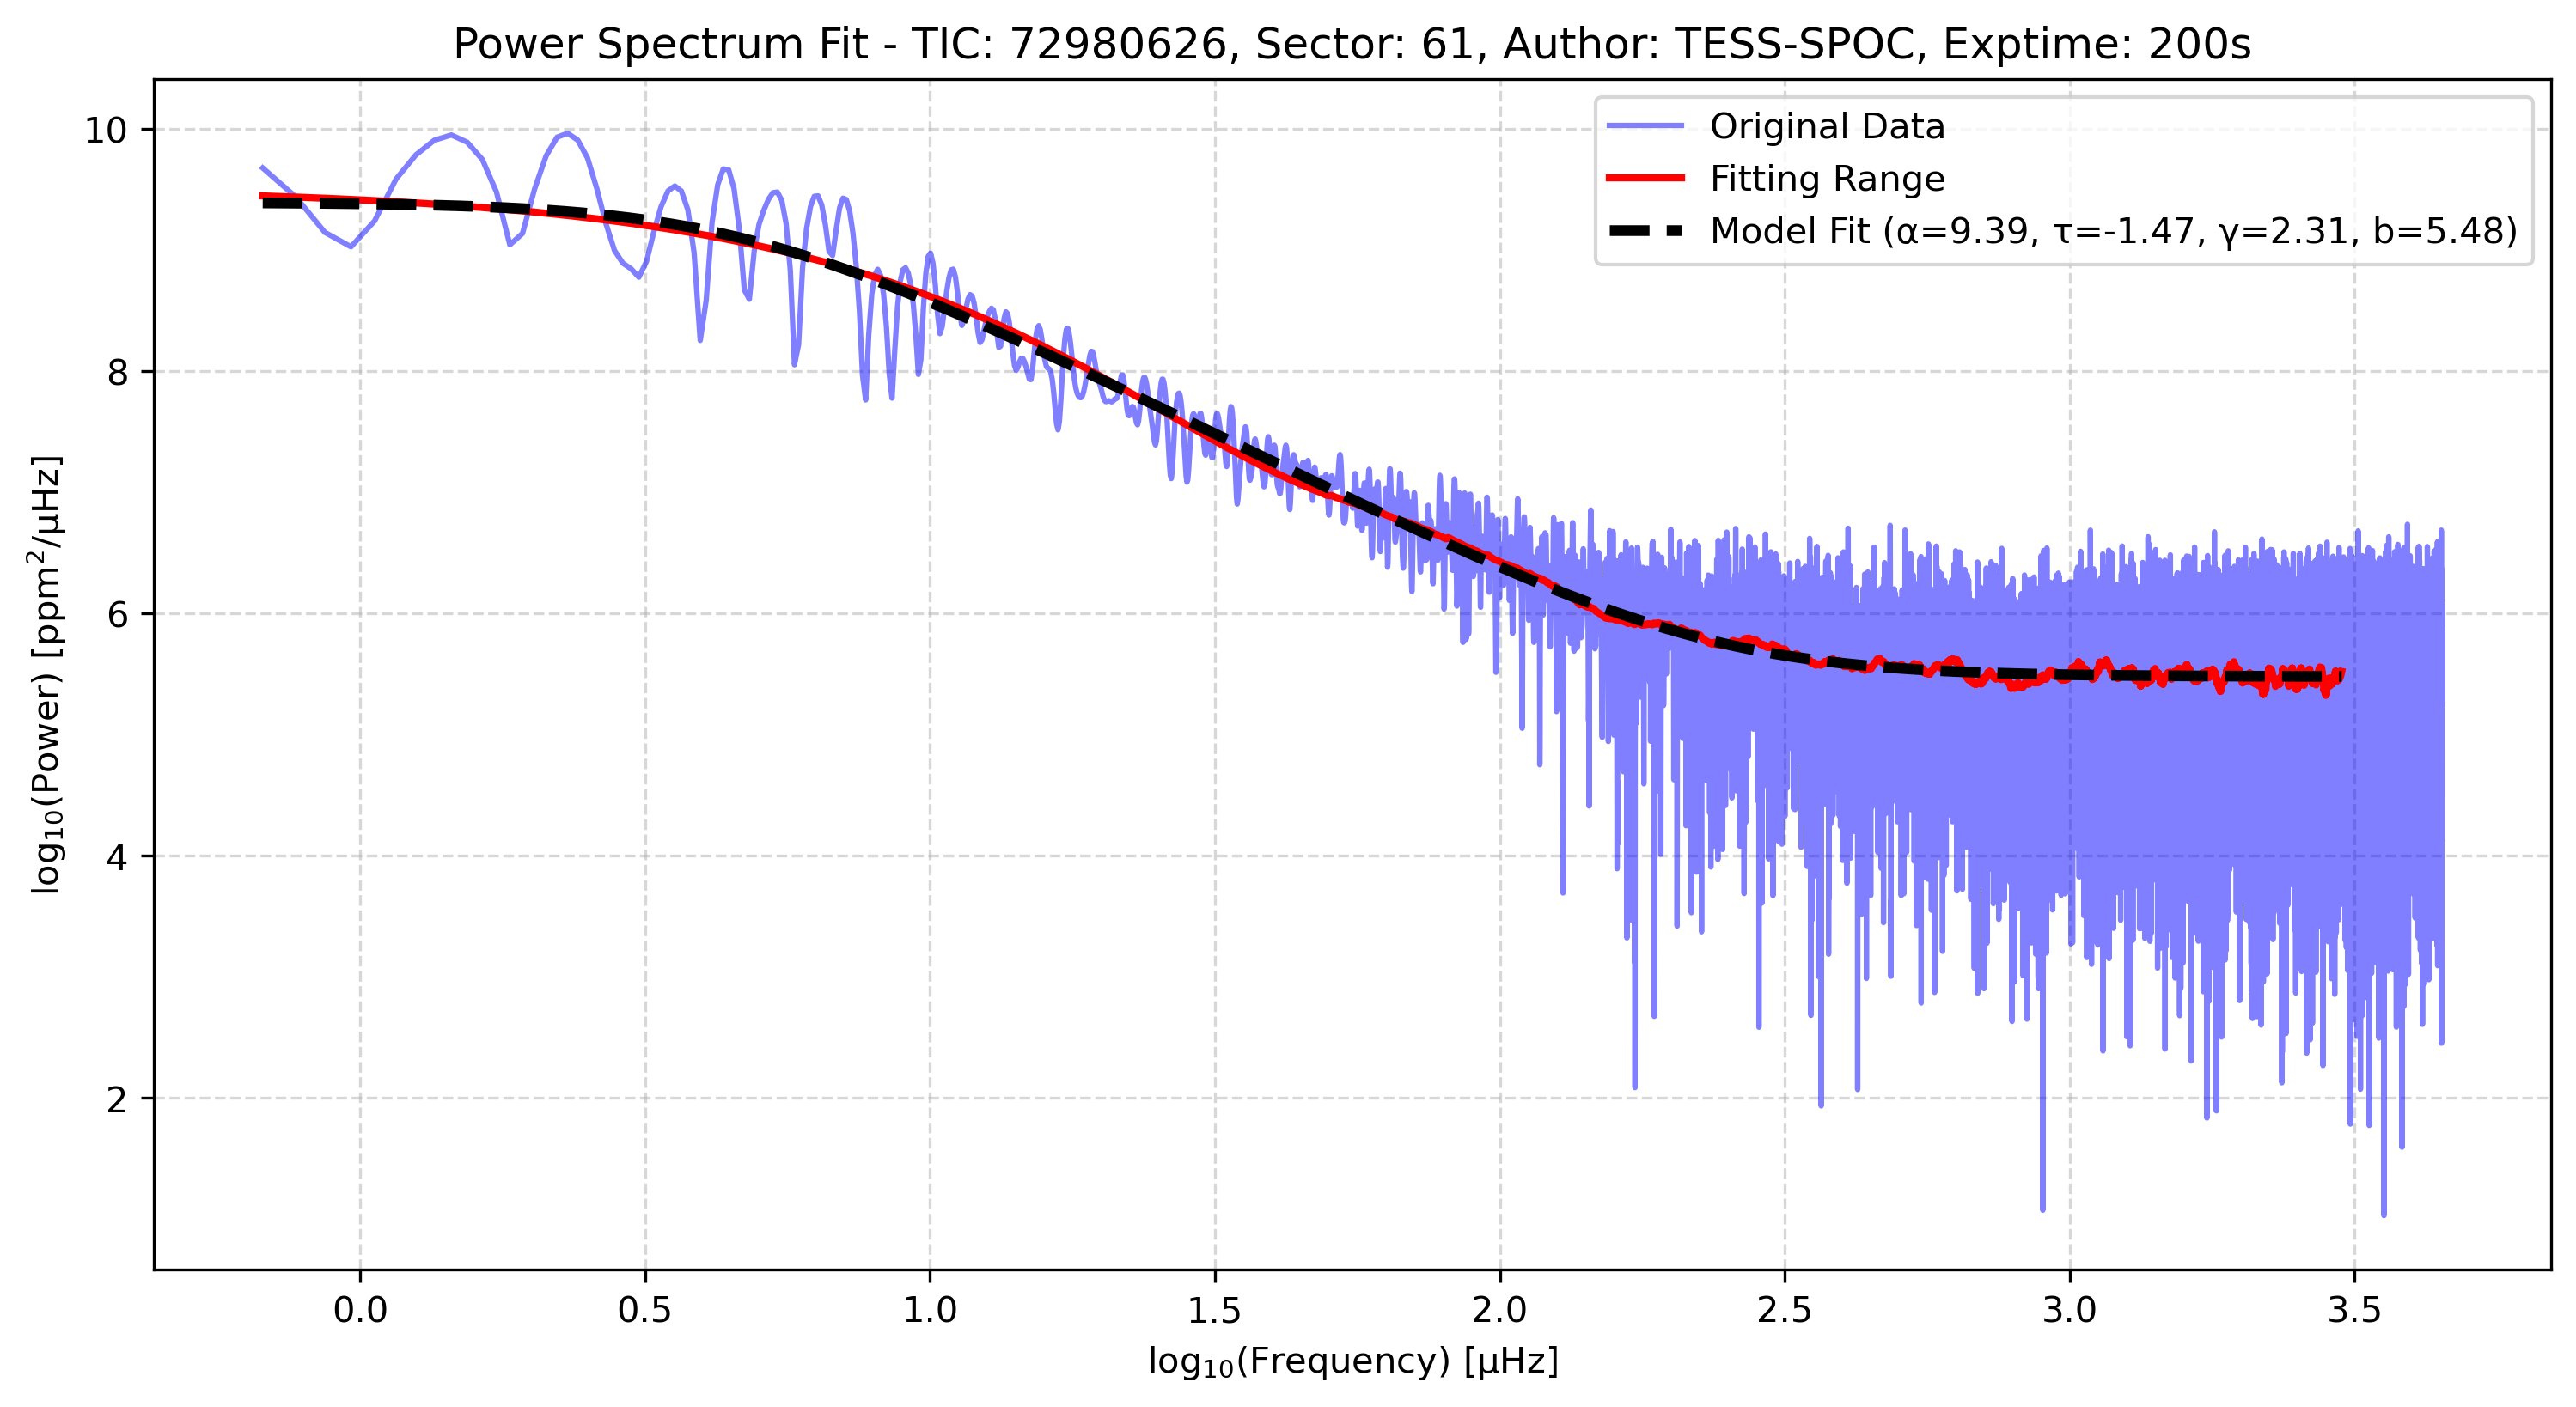 Power Spectrum Fit - TIC: 72980626, Sector: 61, Author: TESS-SPOC, Exptime: 200s
Original Data
Fitting Range
Model Fit (α=9.39, τ=-1.47, γ=2.31, b=5.48)
log₁₀(Power) [ppm²/μHz]
10
8
6
4
2
0.0 0.5 1.0 1.5 2.0 2.5 3.0 3.5
log₁₀(Frequency) [μHz]